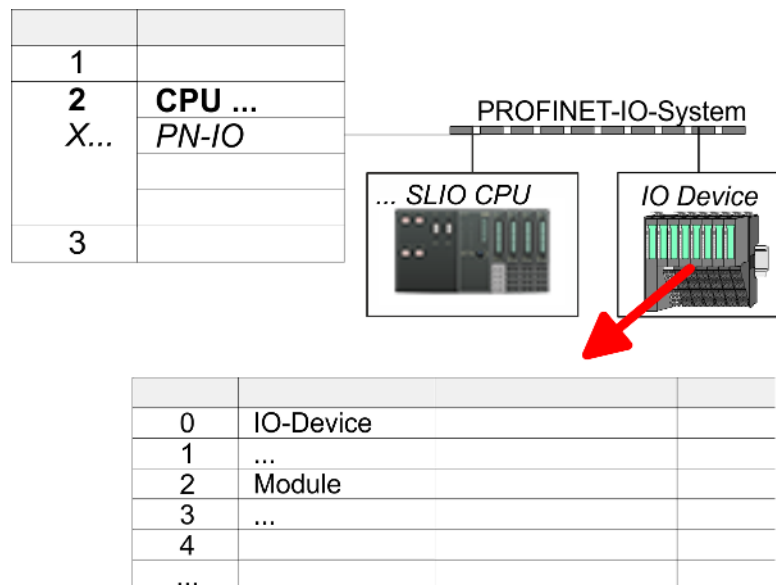 1
2 CPU ...
X... PN-IO
3
PROFINET-IO-System
... SLIO CPU
IO Device
0 IO-Device
1 ...
2 Module
3 ...
4
...